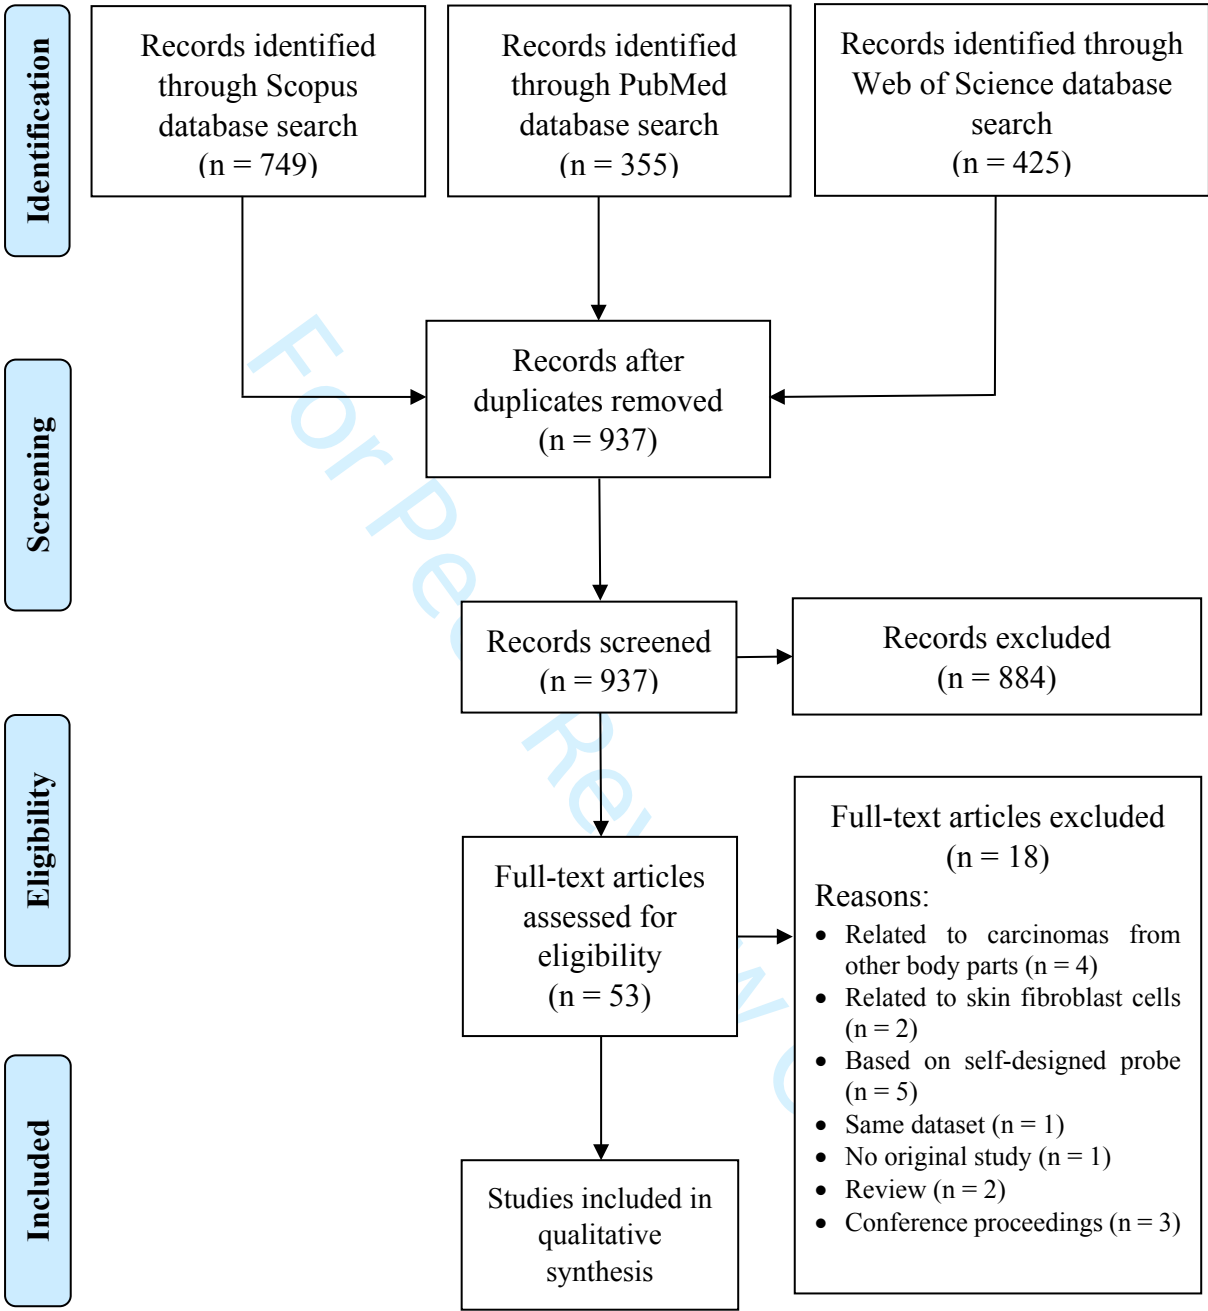 Identification
Records identified
through Scopus
database search
(n = 749)
Records identified
through PubMed
database search
(n = 355)
Records identified through
Web of Science database
search
(n = 425)
Screening
Records after
duplicates removed
(n = 937)
Records screened
(n = 937)
Records excluded
(n = 884)
Eligibility
Full-text articles
assessed for
eligibility
(n = 53)
Full-text articles excluded
(n = 18)
Reasons:
• Related to carcinomas from
other body parts (n = 4)
• Related to skin fibroblast cells
(n = 2)
• Based on self-designed probe
(n = 5)
• Same dataset (n = 1)
• No original study (n = 1)
• Review (n = 2)
• Conference proceedings (n = 3)
Included
Studies included in
qualitative
synthesis
For Peer Review O